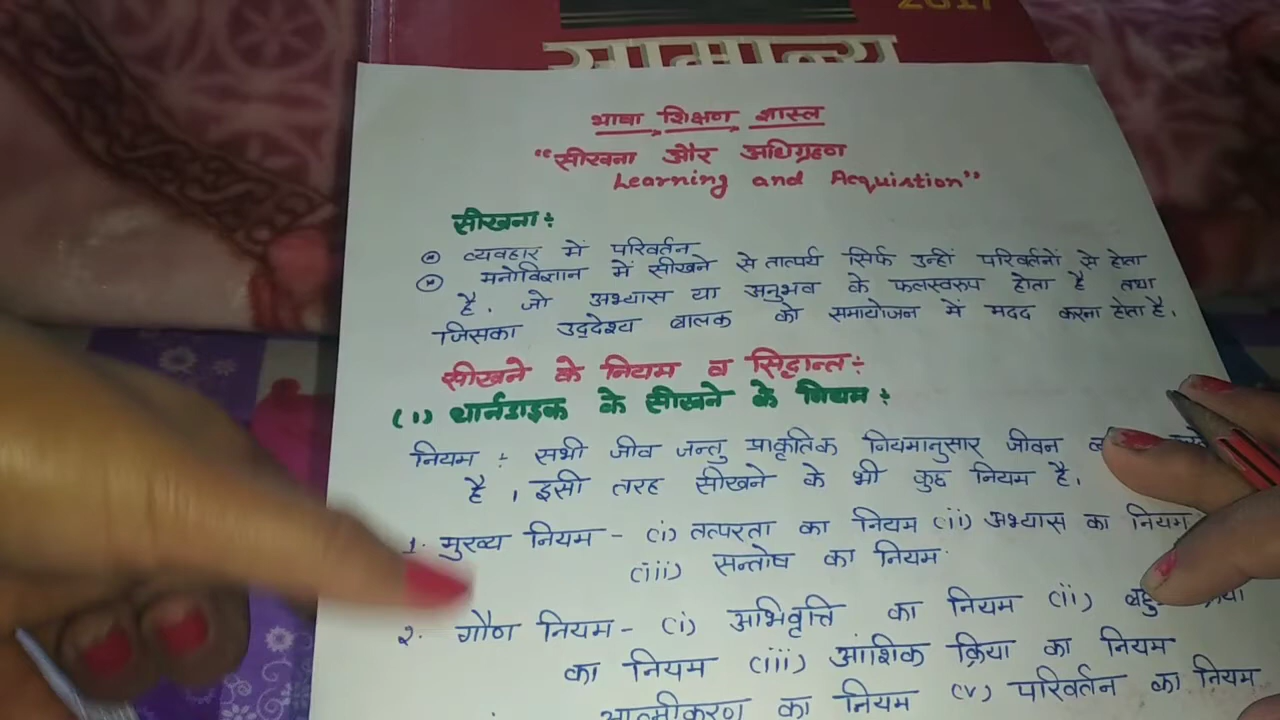 2017
सामान्य
भाषा शिक्षण शास्त्र
“सीखना और अधिग्रहण
Learning and Acquistion”
सीखना :
व्यवहार में परिवर्तन
मनोविज्ञान में सीखने से तात्पर्य सिर्फ उन्हीं परिवर्तनों से होता
है, जो अभ्यास या अनुभव के फलस्वरुप होता है तथा
जिसका उद्‌देश्य बालक को समायोजन में मदद करना होता है.
सीखने के नियम व सिद्दान्त :
(1) थार्नडाइक के सीखने के नियम :
नियम : सभी जीव जन्तु प्राकृतिक नियमानुसार जीवन
है, इसी तरह सीखने के भी कुछ नियम है.
1. मुख्य नियम - (i) तत्परता का नियम (ii) अभ्यास का नियम
(iii) सन्तोष का नियम
2. गौण नियम - (i) अभिवृत्ति का नियम (ii)
का नियम (iii) आंशिक क्रिया का नियम
आत्मीकरण का नियम (v) परिवर्तन का नियम